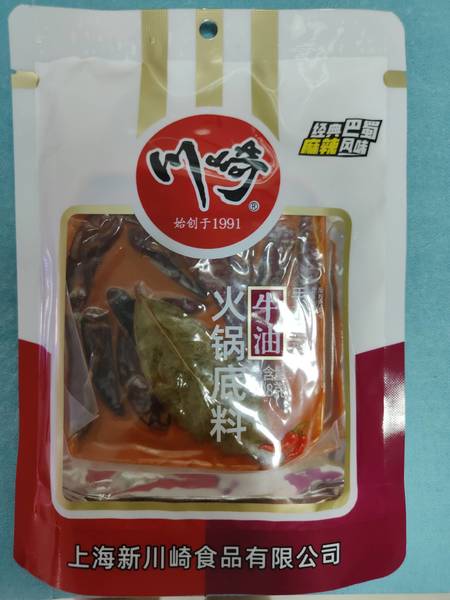 川崎
®
始创于1991
经典巴蜀
麻辣风味
牛油
火锅底料
上海新川崎食品有限公司